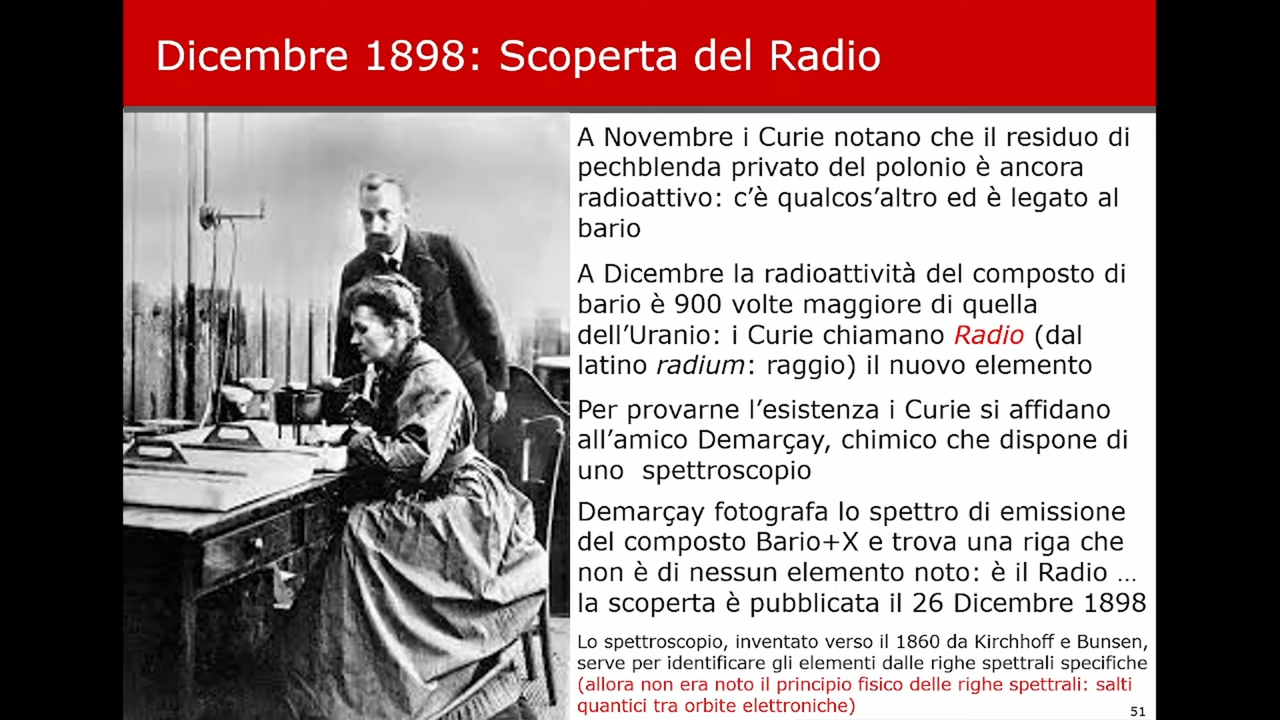 Dicembre 1898: Scoperta del Radio
A Novembre i Curie notano che il residuo di
pechblenda privato del polonio è ancora
radioattivo: c’è qualcos’altro ed è legato al
bario
A Dicembre la radioattività del composto di
bario è 900 volte maggiore di quella
dell’Uranio: i Curie chiamano Radio (dal
latino radium: raggio) il nuovo elemento
Per provarne l’esistenza i Curie si affidano
all’amico Demarçay, chimico che dispone di
uno spettroscopio
Demarçay fotografa lo spettro di emissione
del composto Bario+X e trova una riga che
non è di nessun elemento noto: è il Radio …
la scoperta è pubblicata il 26 Dicembre 1898
Lo spettroscopio, inventato verso il 1860 da Kirchhoff e Bunsen,
serve per identificare gli elementi dalle righe spettrali specifiche
(allora non era noto il principio fisico delle righe spettrali: salti
quantici tra orbite elettroniche)
51